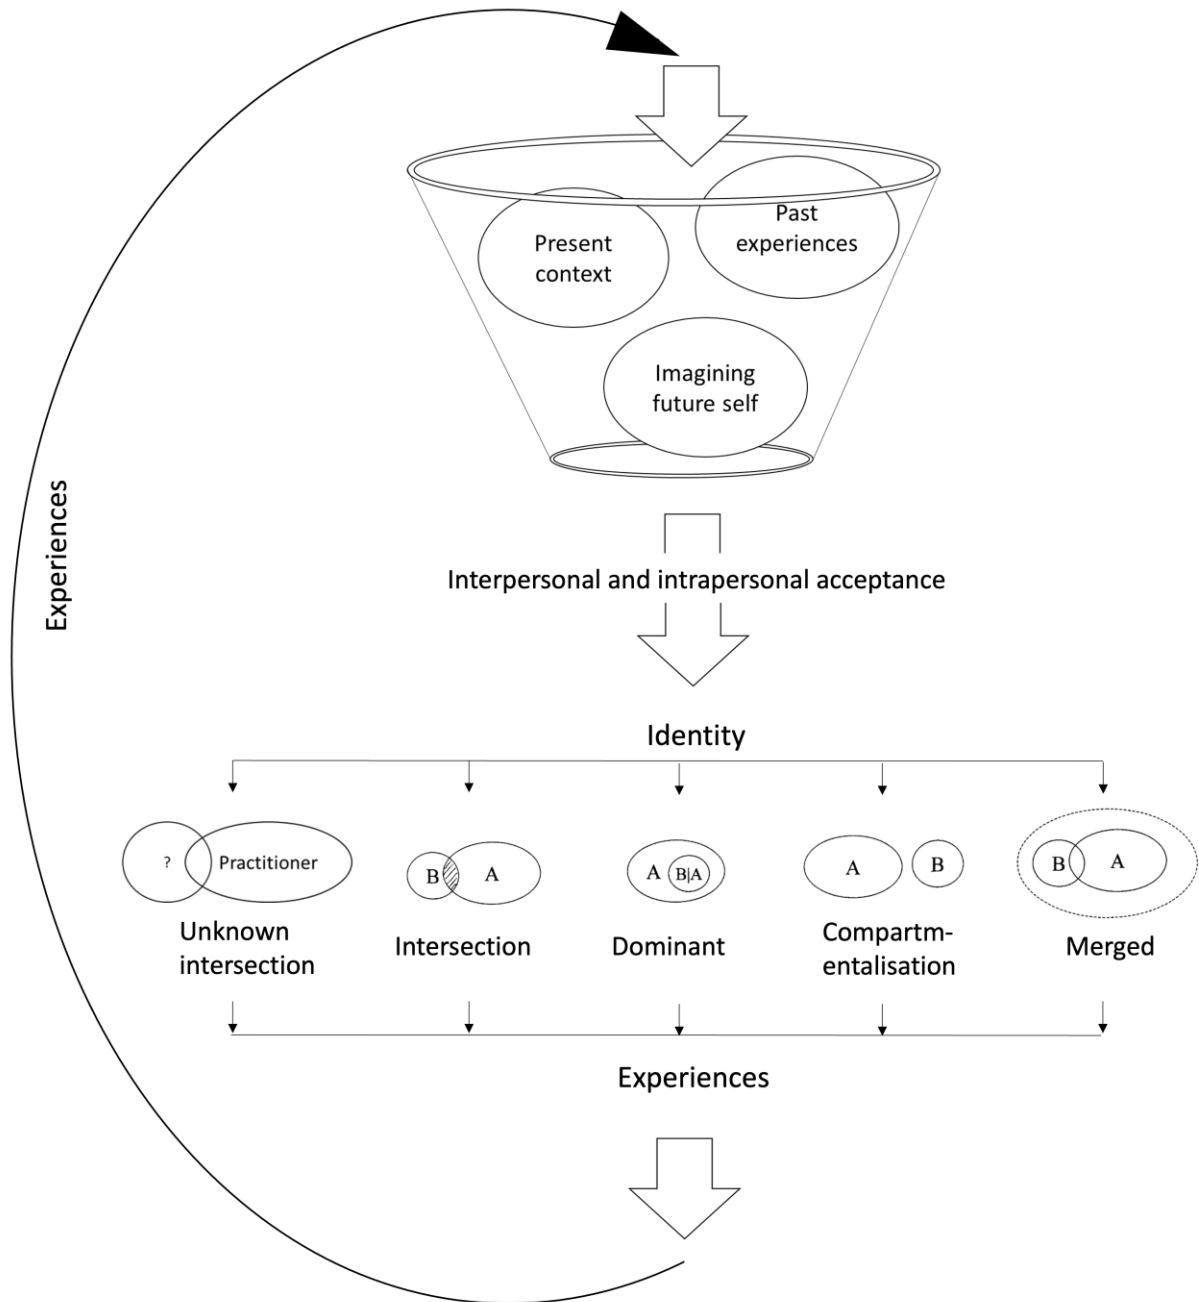 Past
experiences
Present
context
Imagining
future self
Experiences
Interpersonal and intrapersonal acceptance
Identity
? Practitioner
B A
A B|A
A B
B A
Unknown
intersection
Intersection
Dominant
Compartm-
entalisation
Merged
Experiences